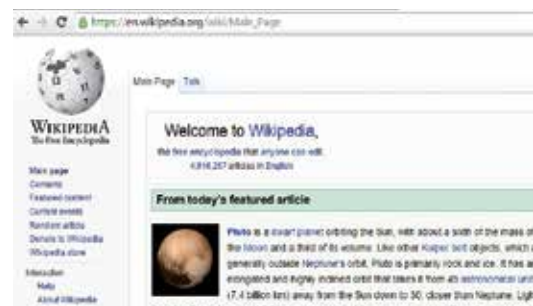 https://en.wikipedia.org/wiki/Main_Page
WIKIPEDIA
The Free Encyclopedia
Main Page Talk
Main page
Contents
Featured content
Current events
Random article
Donate to Wikipedia
Wikipedia store
Interaction
Help
About Wikipedia
Welcome to Wikipedia,
the free encyclopedia that anyone can edit.
articles in English
From today's featured article
Pluto is a dwarf planet orbiting the Sun, with about a sixth of the mass of
the Moon and a third of its volume. Like other Kuiper belt objects, which a
generally outside Neptune's orbit, Pluto is primarily rock and ice. It has a
elongated and highly inclined orbit that takes it from 49 astronomical unit
(7.4 billion km) away from the Sun down to 30, closer than Neptune. Ligh